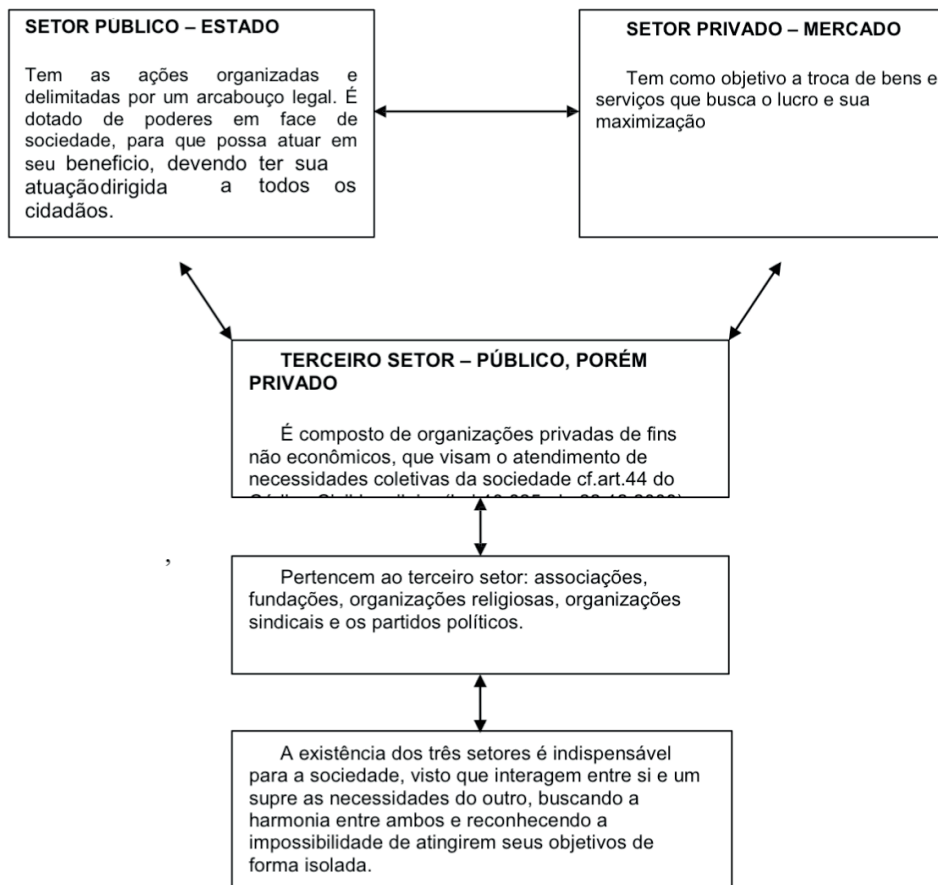 SETOR PÚBLICO – ESTADO
Tem as ações organizadas e
delimitadas por um arcabouço legal. É
dotado de poderes em face de
sociedade, para que possa atuar em
seu beneficio, devendo ter sua
atuaçãodirigida a todos os
cidadãos.
SETOR PRIVADO – MERCADO
Tem como objetivo a troca de bens e
serviços que busca o lucro e sua
maximização
TERCEIRO SETOR – PÚBLICO, PORÉM
PRIVADO
É composto de organizações privadas de fins
não econômicos, que visam o atendimento de
necessidades coletivas da sociedade cf.art.44 do
,
Pertencem ao terceiro setor: associações,
fundações, organizações religiosas, organizações
sindicais e os partidos políticos.
A existência dos três setores é indispensável
para a sociedade, visto que interagem entre si e um
supre as necessidades do outro, buscando a
harmonia entre ambos e reconhecendo a
impossibilidade de atingirem seus objetivos de
forma isolada.